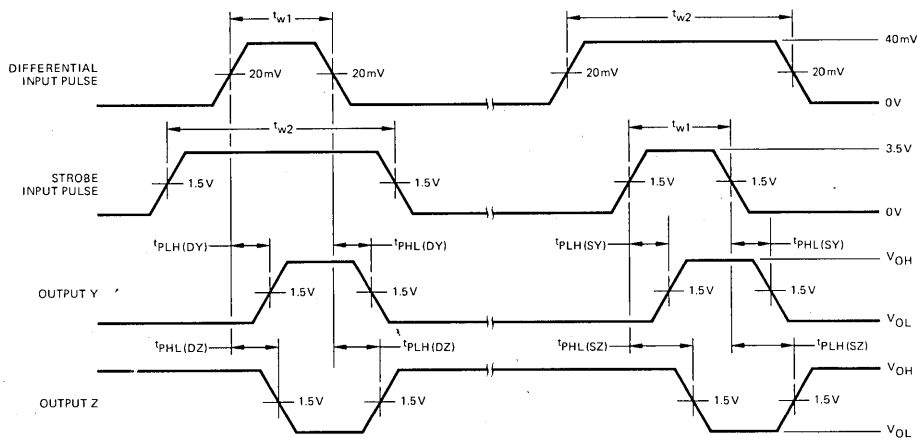 tw1
tw2
40mV
DIFFERENTIAL
INPUT PULSE
20mV
20mV
20mV
20mV
0V
tw2
tw1
3.5V
STROBE
INPUT PULSE
1.5V
1.5V
1.5V
1.5V
0V
tPLH(DY)
tPHL(DY)
tPLH(SY)
tPHL(SY)
VOH
OUTPUT Y
1.5V
1.5V
1.5V
1.5V
VOL
tPHL(DZ)
tPLH(DZ)
tPHL(SZ)
tPLH(SZ)
VOH
OUTPUT Z
1.5V
1.5V
1.5V
1.5V
VOL